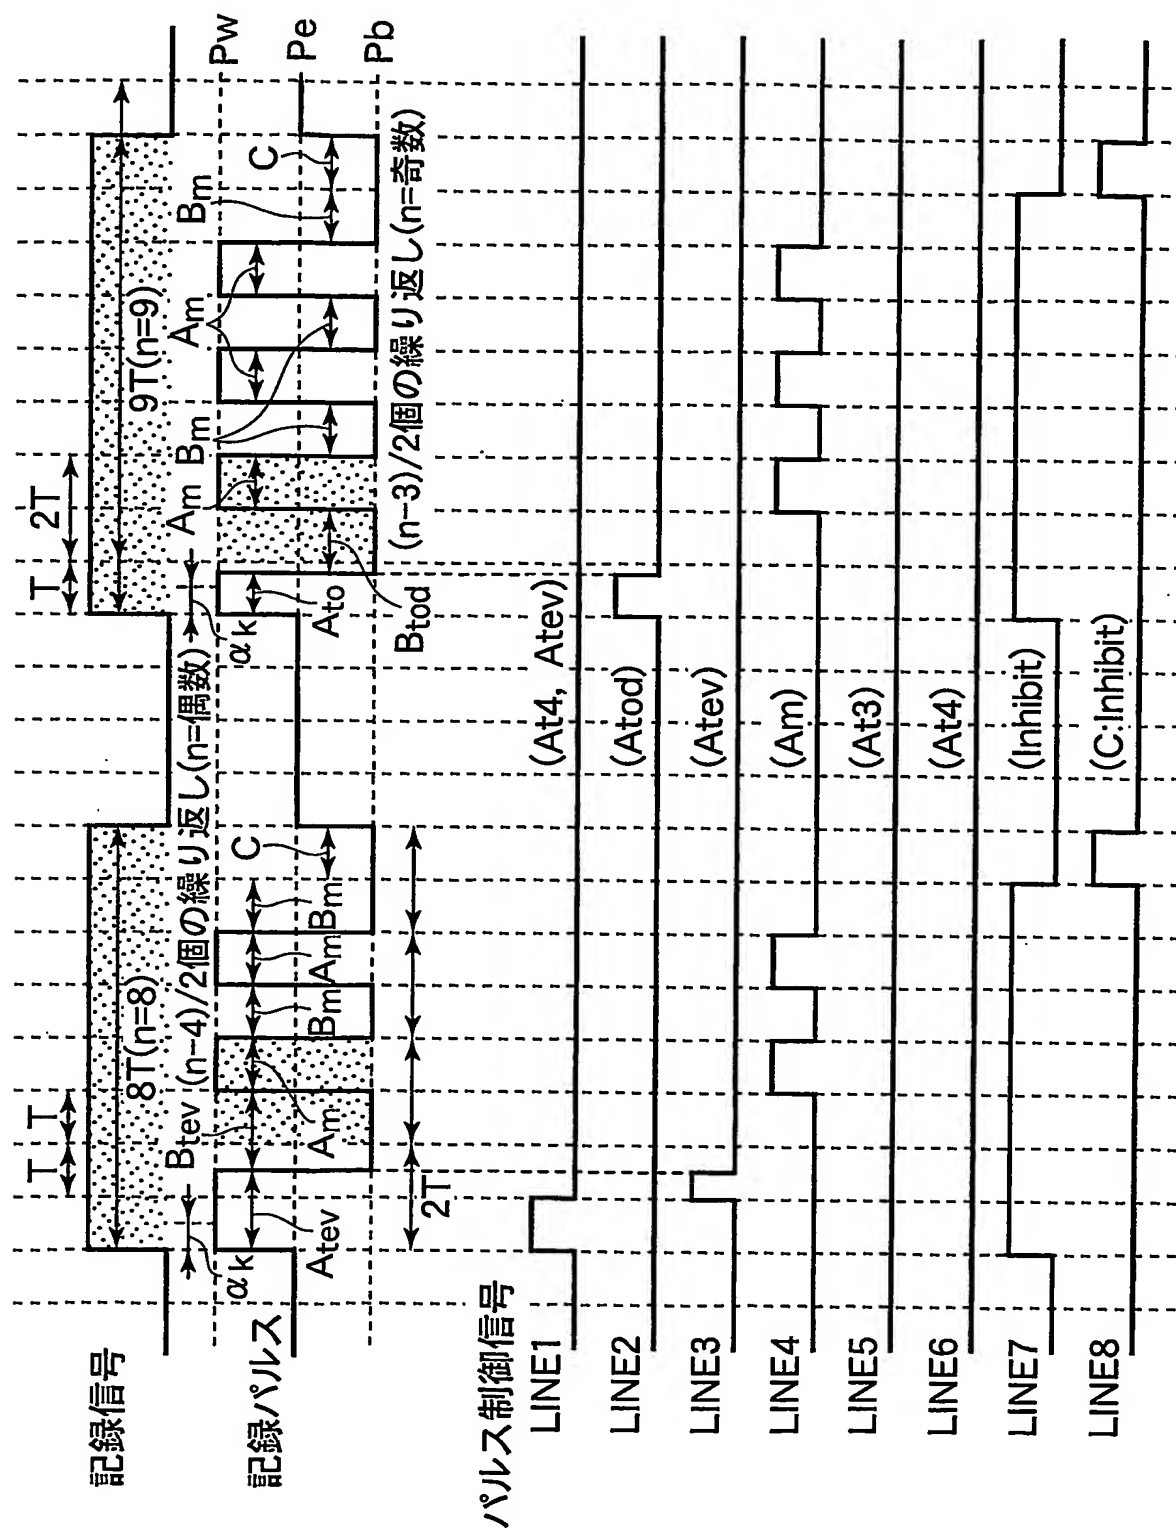 記録信号
8T(n=8)
9T(n=9)
T
T
T
2T
記録パルス
αk
Btev
(n−4)/2個の繰り返し(n=偶数)
Atev
Am
Bm
Am
Bm
C
2T
αk
Ato
Btod
Am
Bm
Am
Bm
C
(n−3)/2個の繰り返し(n=奇数)
Pw
Pe
Pb
パルス制御信号
LINE1
(At4, Atev)
LINE2
(Atod)
LINE3
(Atev)
LINE4
(Am)
LINE5
(At3)
LINE6
(At4)
LINE7
(Inhibit)
LINE8
(C:Inhibit)